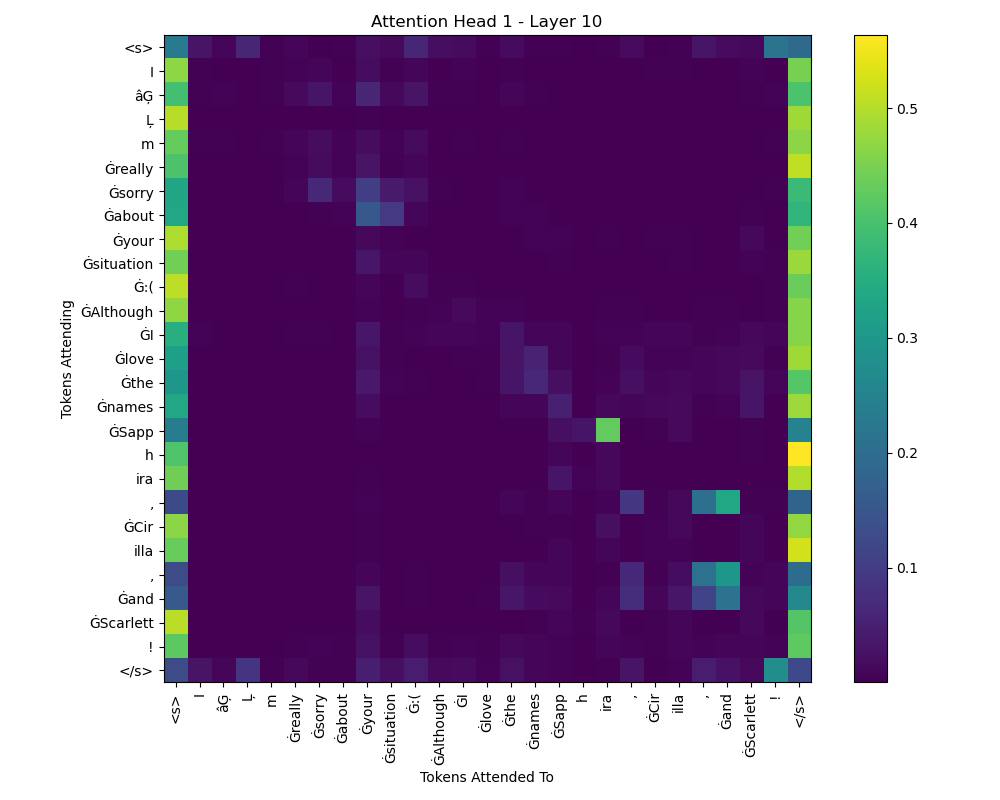 Attention Head 1 - Layer 10
<s>
I
âĢ
Ļ
m
Ġreally
Ġsorry
Ġabout
Ġyour
Ġsituation
Ġ:(
ĠAlthough
ĠI
Ġlove
Ġthe
Ġnames
ĠSapp
h
ira
,
ĠCir
illa
,
Ġand
ĠScarlett
!
</s>
Tokens Attending
<s>
I
âĢ
Ļ
m
Ġreally
Ġsorry
Ġabout
Ġyour
Ġsituation
Ġ:(
ĠAlthough
ĠI
Ġlove
Ġthe
Ġnames
ĠSapp
h
ira
,
ĠCir
illa
,
Ġand
ĠScarlett
!
</s>
Tokens Attended To
0.5
0.4
0.3
0.2
0.1